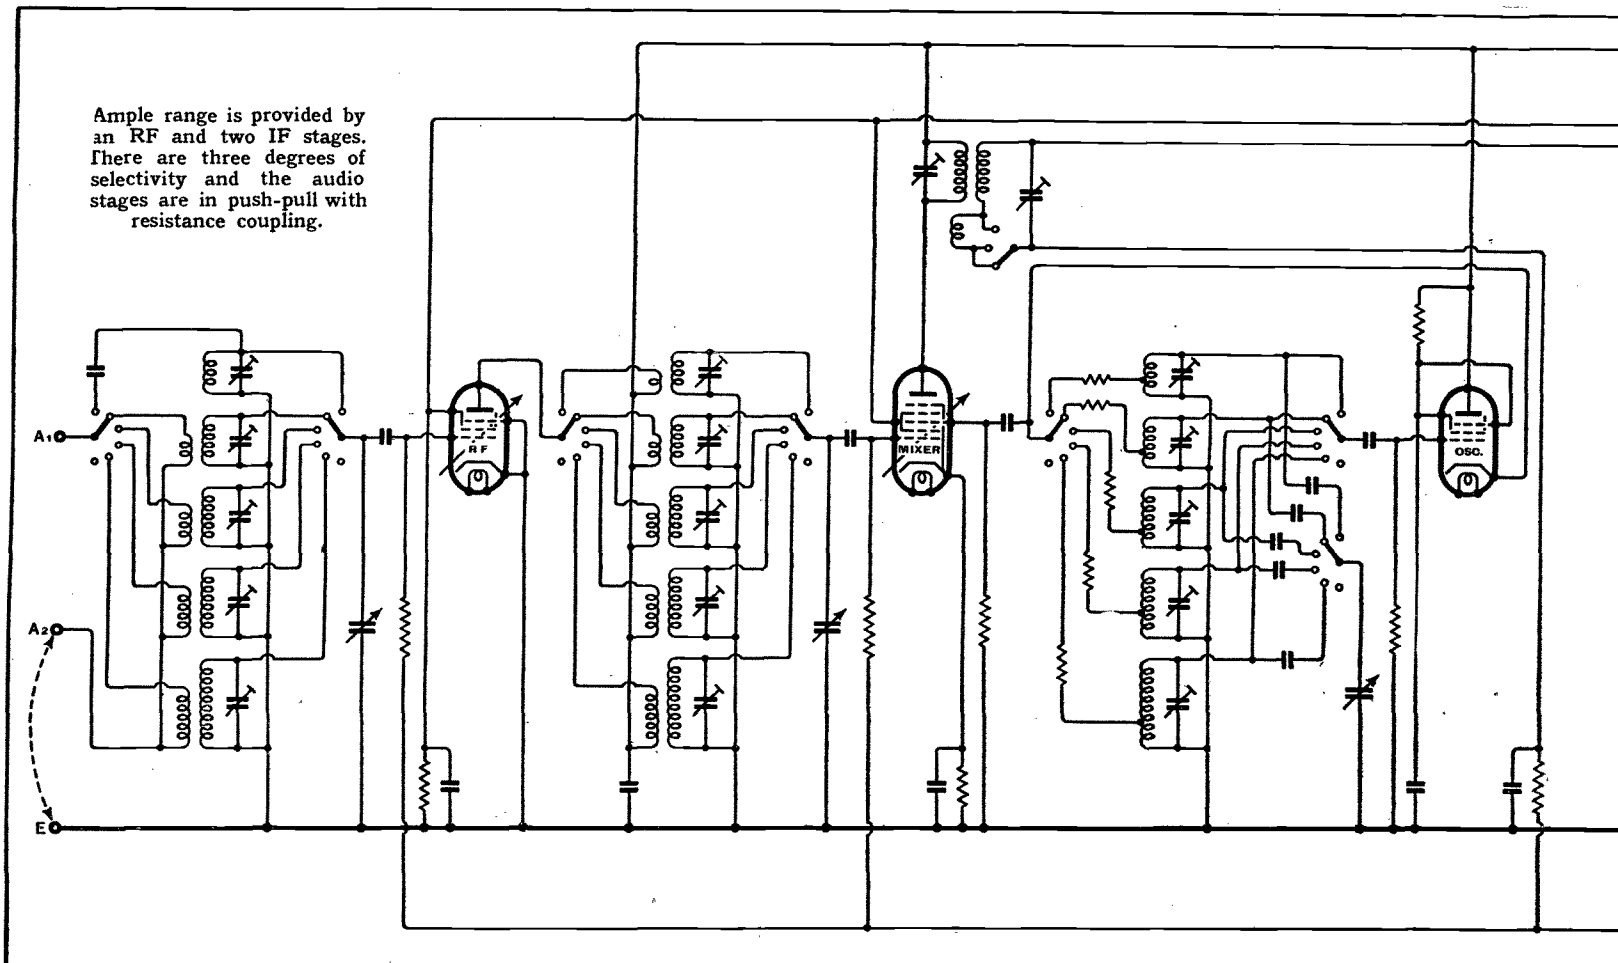 Ample range is provided by
an RF and two IF stages.
There are three degrees of
selectivity and the audio
stages are in push-pull with
resistance coupling.
A1
A2
E
RF
MIXER
OSC.